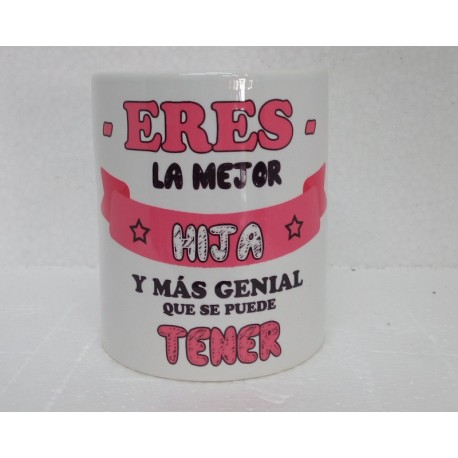 - ERES -
LA MEJOR
HIJA
Y MÁS GENIAL
QUE SE PUEDE
TENER